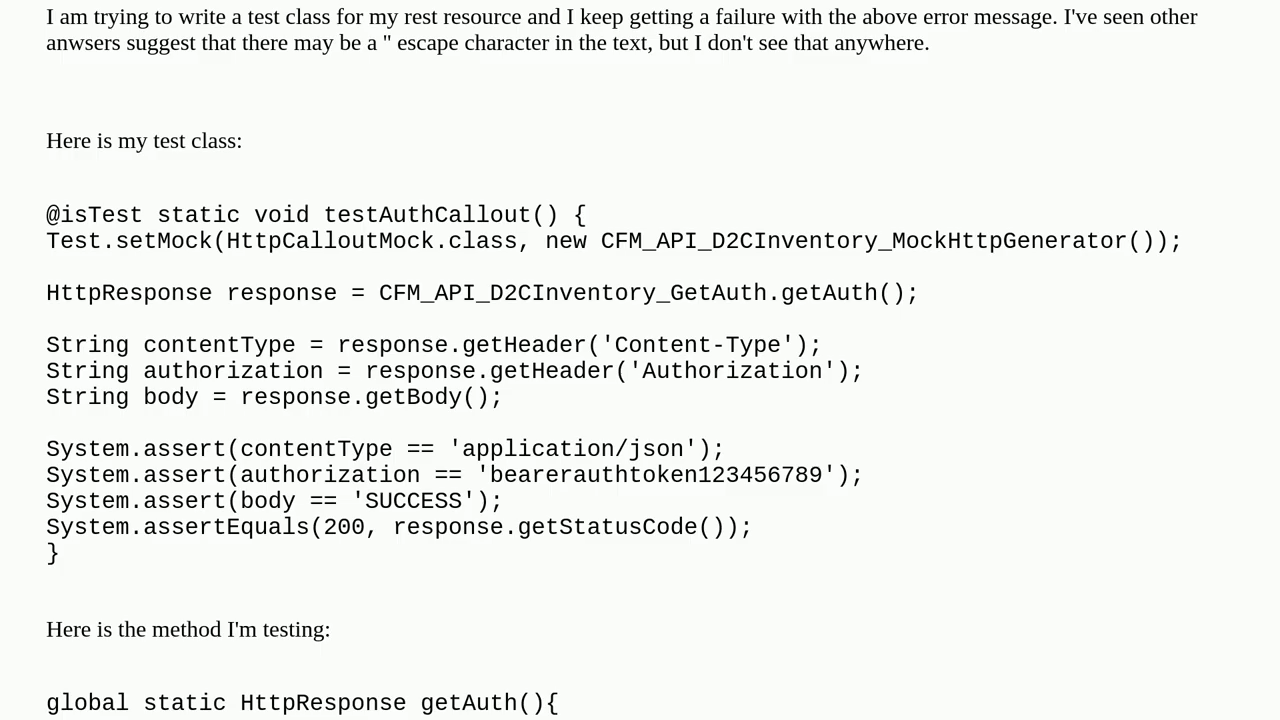 I am trying to write a test class for my rest resource and I keep getting a failure with the above error message. I've seen other
anwsers suggest that there may be a '' escape character in the text, but I don't see that anywhere.
Here is my test class:
@isTest static void testAuthCallout() {
Test.setMock(HttpCalloutMock.class, new CFM_API_D2CInventory_MockHttpGenerator());
HttpResponse response = CFM_API_D2CInventory_GetAuth.getAuth();
String contentType = response.getHeader('Content-Type');
String authorization = response.getHeader('Authorization');
String body = response.getBody();
System.assert(contentType == 'application/json');
System.assert(authorization == 'bearerauthtoken123456789');
System.assert(body == 'SUCCESS');
System.assertEquals(200, response.getStatusCode());
}
Here is the method I'm testing:
global static HttpResponse getAuth(){